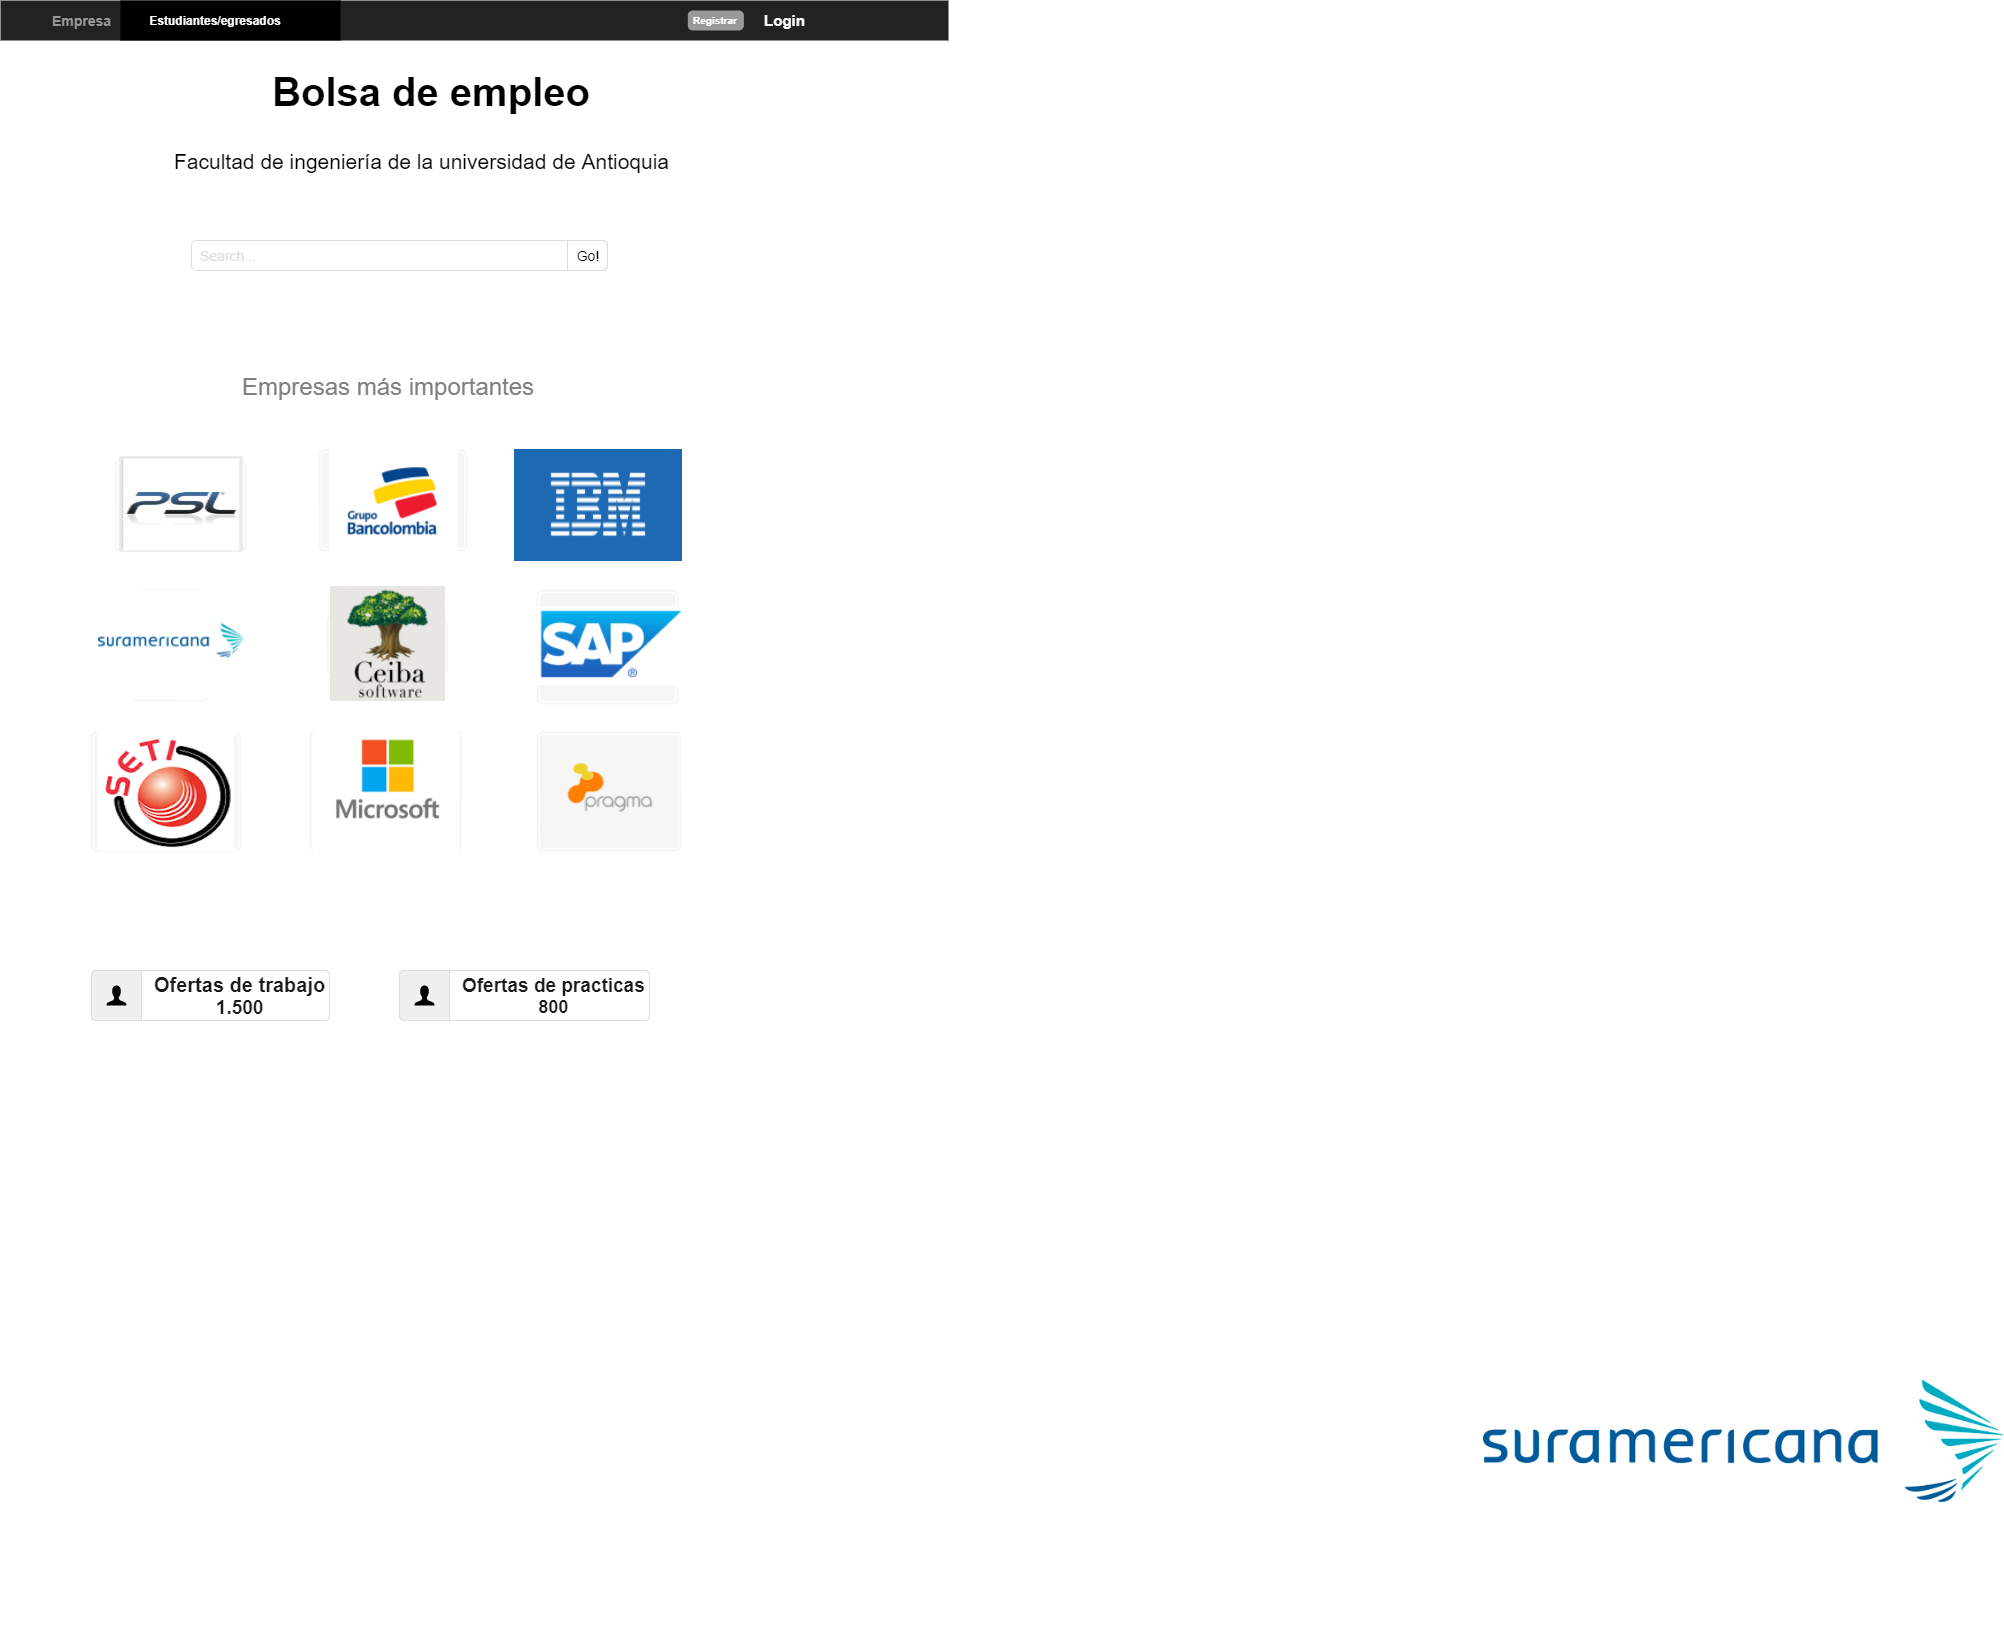 Empresa
Estudiantes/egresados
Registrar
Login
Bolsa de empleo
Facultad de ingeniería de la universidad de Antioquia
Search...
Go!
Empresas más importantes
PSL
Grupo
Bancolombia
IBM
suramericana
Ceiba
software
SAP
®
SETI
Microsoft
pragma
Ofertas de trabajo
1.500
Ofertas de practicas
800
suramericana